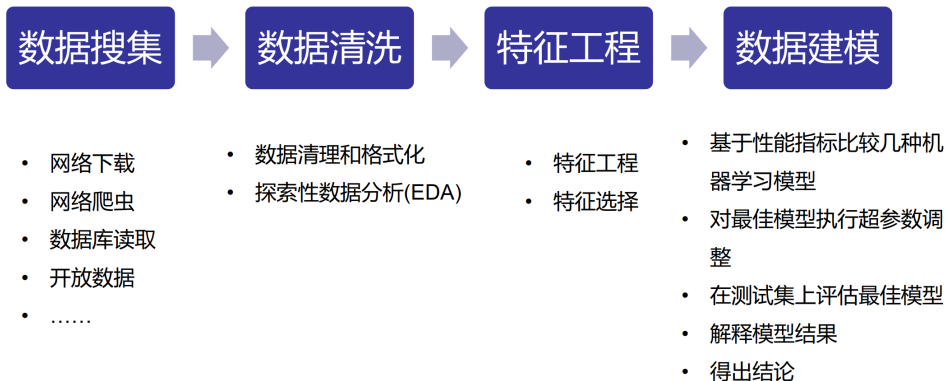 数据搜集
数据清洗
特征工程
数据建模
• 网络下载
• 网络爬虫
• 数据库读取
• 开放数据
• ……
• 数据清理和格式化
• 探索性数据分析(EDA)
• 特征工程
• 特征选择
• 基于性能指标比较几种机
器学习模型
• 对最佳模型执行超参数调
整
• 在测试集上评估最佳模型
• 解释模型结果
• 得出结论